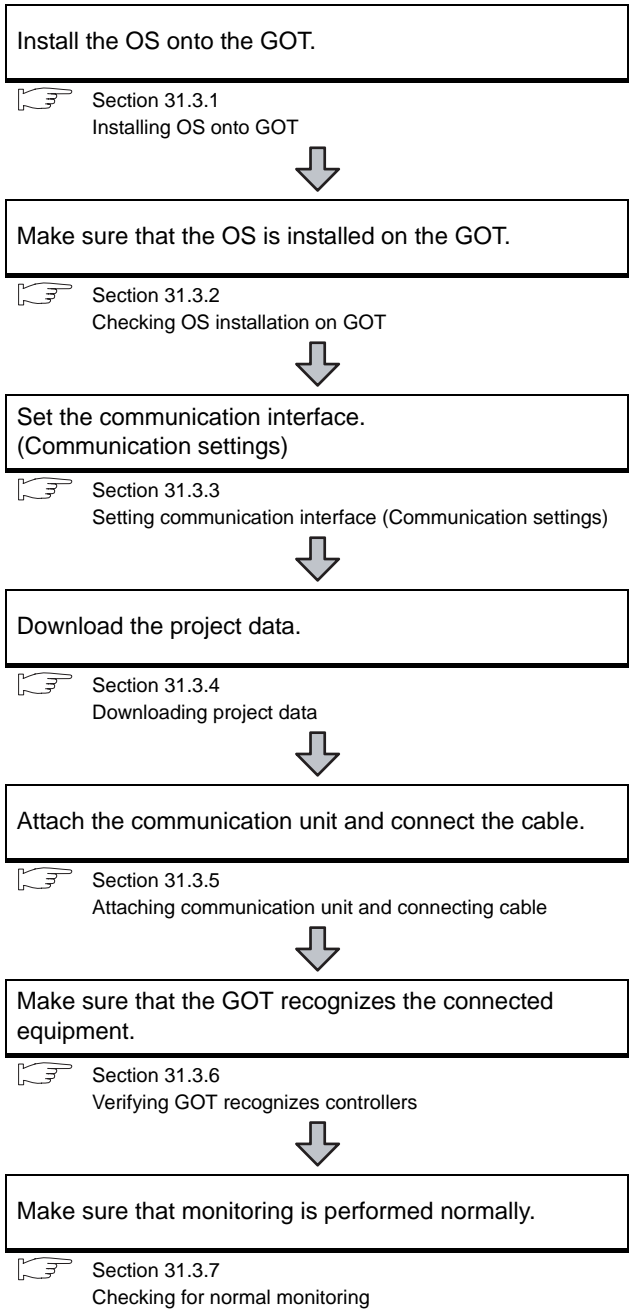 Install the OS onto the GOT.
Section 31.3.1
Installing OS onto GOT
Make sure that the OS is installed on the GOT.
Section 31.3.2
Checking OS installation on GOT
Set the communication interface.
(Communication settings)
Section 31.3.3
Setting communication interface (Communication settings)
Download the project data.
Section 31.3.4
Downloading project data
Attach the communication unit and connect the cable.
Section 31.3.5
Attaching communication unit and connecting cable
Make sure that the GOT recognizes the connected
equipment.
Section 31.3.6
Verifying GOT recognizes controllers
Make sure that monitoring is performed normally.
Section 31.3.7
Checking for normal monitoring